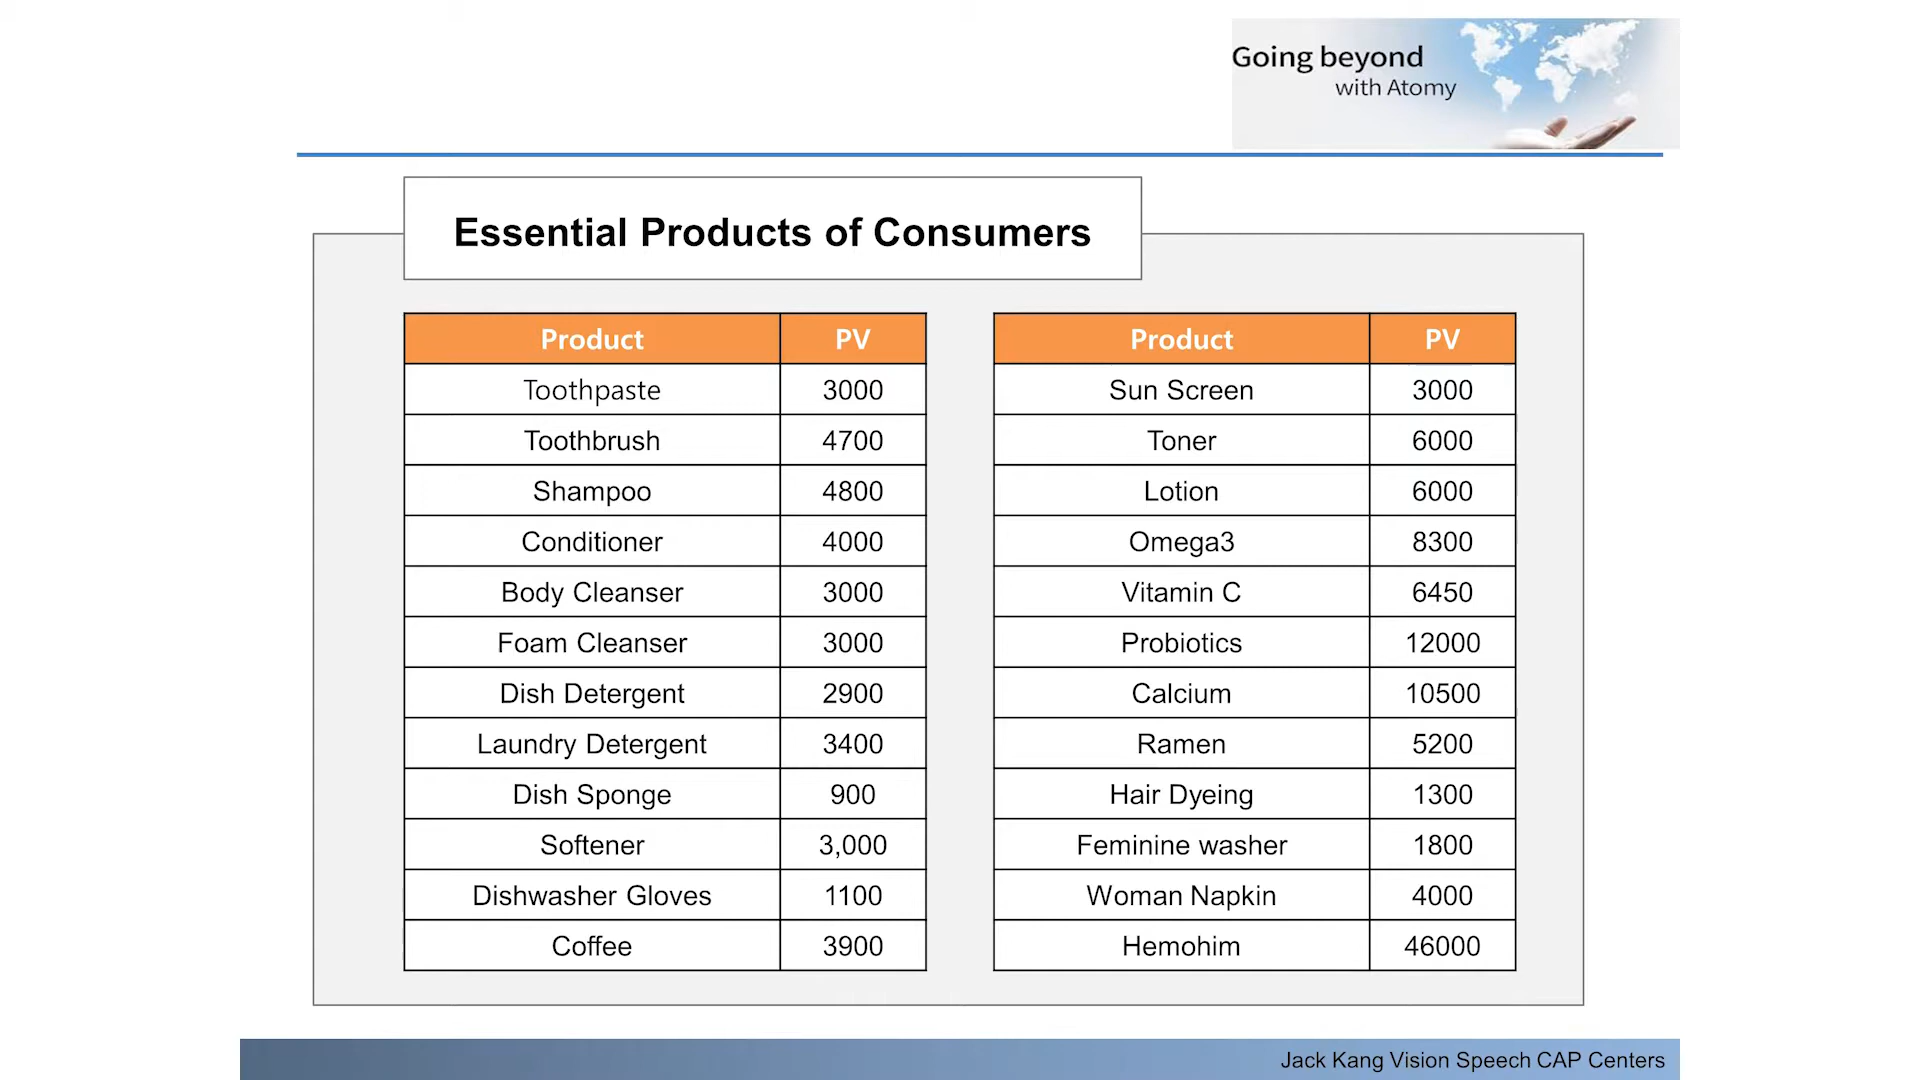 Going beyond
with Atomy
Essential Products of Consumers
Product PV
Toothpaste 3000
Toothbrush 4700
Shampoo 4800
Conditioner 4000
Body Cleanser 3000
Foam Cleanser 3000
Dish Detergent 2900
Laundry Detergent 3400
Dish Sponge 900
Softener 3,000
Dishwasher Gloves 1100
Coffee 3900
Product PV
Sun Screen 3000
Toner 6000
Lotion 6000
Omega3 8300
Vitamin C 6450
Probiotics 12000
Calcium 10500
Ramen 5200
Hair Dyeing 1300
Feminine washer 1800
Woman Napkin 4000
Hemohim 46000
Jack Kang Vision Speech CAP Centers